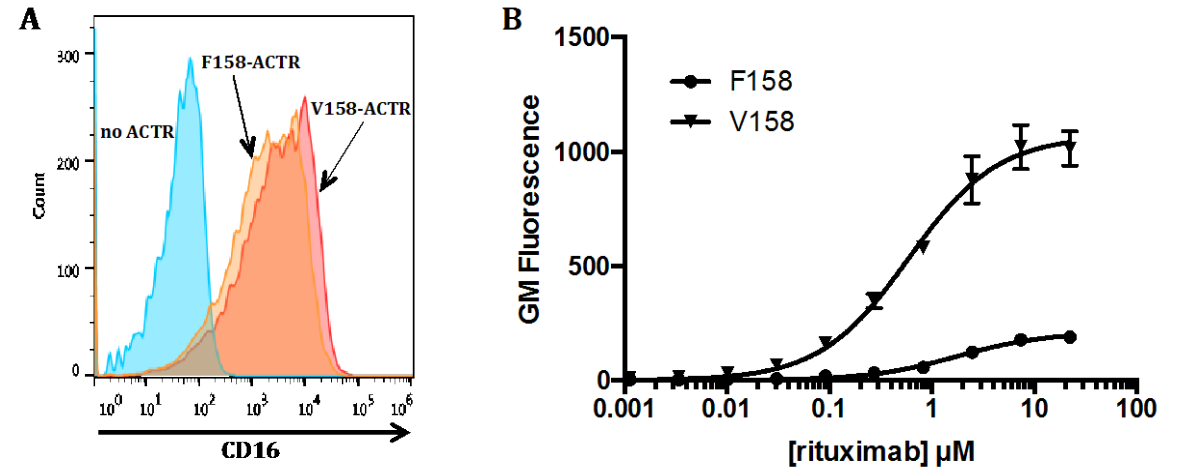 A
300
200
100
0
Count
no ACTR
F158-ACTR
V158-ACTR
10^0 10^1 10^2 10^3 10^4 10^5 10^6
CD16
B
1500
1000
500
0
GM Fluorescence
F158
V158
0.001 0.01 0.1 1 10 100
[rituximab] µM